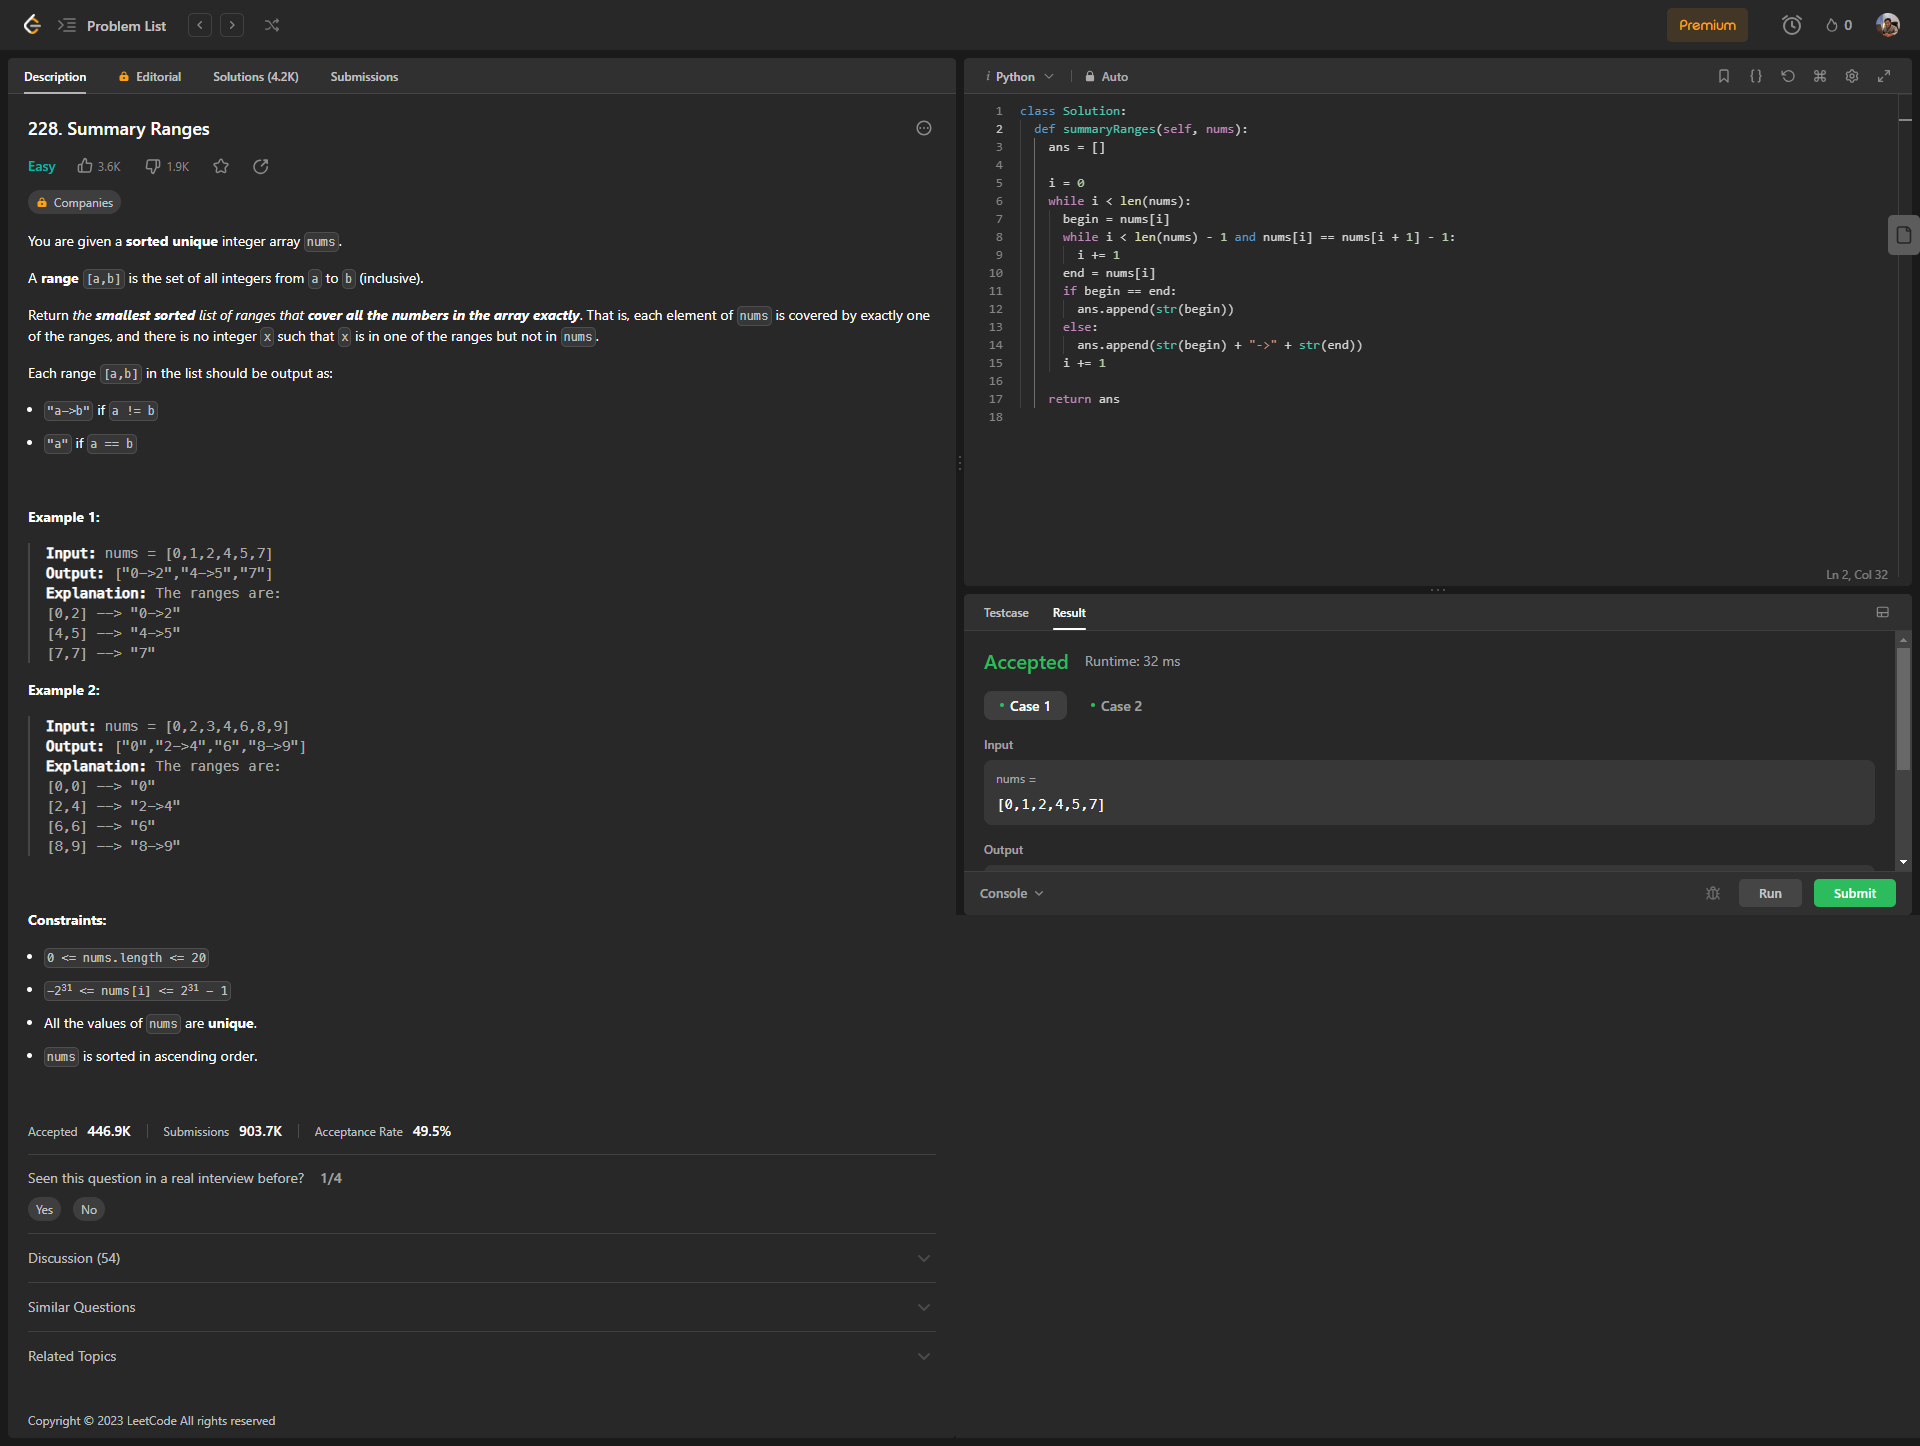 Problem List
Premium
0
Description
Editorial
Solutions (4.2K)
Submissions
228. Summary Ranges
Easy
3.6K
1.9K
Companies
You are given a sorted unique integer array nums.
A range [a,b] is the set of all integers from a to b (inclusive).
Return the smallest sorted list of ranges that cover all the numbers in the array exactly. That is, each element of nums is covered by exactly one
of the ranges, and there is no integer x such that x is in one of the ranges but not in nums.
Each range [a,b] in the list should be output as:
• "a->b" if a != b
• "a" if a == b
Example 1:
Input: nums = [0,1,2,4,5,7]
Output: ["0->2","4->5","7"]
Explanation: The ranges are:
[0,2] --> "0->2"
[4,5] --> "4->5"
[7,7] --> "7"
Example 2:
Input: nums = [0,2,3,4,6,8,9]
Output: ["0","2->4","6","8->9"]
Explanation: The ranges are:
[0,0] --> "0"
[2,4] --> "2->4"
[6,6] --> "6"
[8,9] --> "8->9"
Constraints:
• 0 <= nums.length <= 20
• -2³¹ <= nums[i] <= 2³¹ - 1
• All the values of nums are unique.
• nums is sorted in ascending order.
Accepted 446.9K
Submissions 903.7K
Acceptance Rate 49.5%
Seen this question in a real interview before? 1/4
Yes
No
Discussion (54)
Similar Questions
Related Topics
Copyright © 2023 LeetCode All rights reserved
i Python
Auto
1 class Solution:
2   def summaryRanges(self, nums):
3     ans = []
4
5     i = 0
6     while i < len(nums):
7       begin = nums[i]
8       while i < len(nums) - 1 and nums[i] == nums[i + 1] - 1:
9         i += 1
10       end = nums[i]
11       if begin == end:
12         ans.append(str(begin))
13       else:
14         ans.append(str(begin) + "->" + str(end))
15       i += 1
16
17     return ans
18
Ln 2, Col 32
Testcase
Result
Accepted
Runtime: 32 ms
• Case 1
• Case 2
Input
nums =
[0,1,2,4,5,7]
Output
Console
Run
Submit